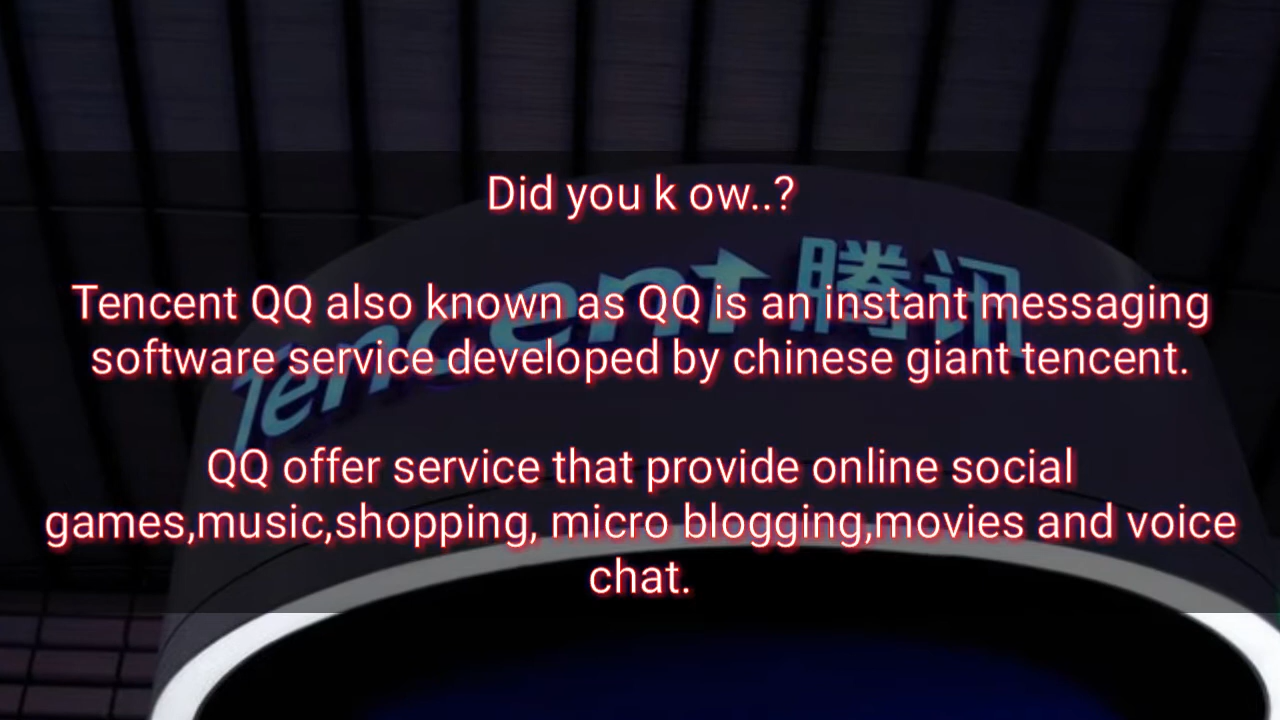 Did you k ow..?
Tencent 腾讯
Tencent QQ also known as QQ is an instant messaging
software service developed by chinese giant tencent.
QQ offer service that provide online social
games,music,shopping, micro blogging,movies and voice
chat.